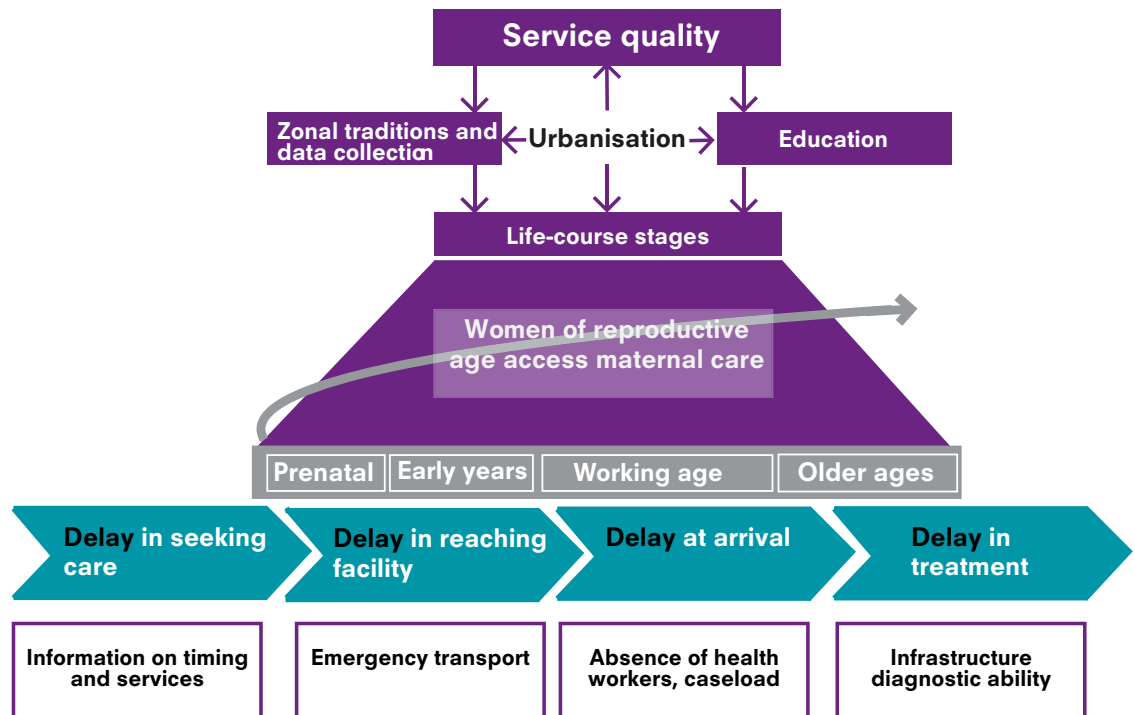 Service quality
Zonal traditions and
data collection
Urbanisation
Education
Life-course stages
Women of reproductive
age access maternal care
Prenatal
Early years
Working age
Older ages
Delay in seeking
care
Delay in reaching
facility
Delay at arrival
Delay in
treatment
Information on timing
and services
Emergency transport
Absence of health
workers, caseload
Infrastructure
diagnostic ability